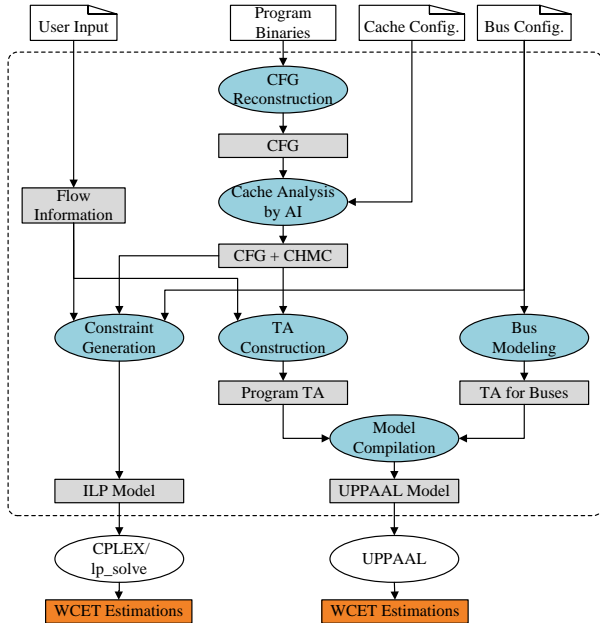 User Input
Program
Binaries
Cache Config.
Bus Config.
CFG
Reconstruction
CFG
Flow
Information
Cache Analysis
by AI
CFG + CHMC
Constraint
Generation
TA
Construction
Bus
Modeling
Program TA
TA for Buses
Model
Compilation
ILP Model
UPPAAL Model
CPLEX/
lp_solve
UPPAAL
WCET Estimations
WCET Estimations